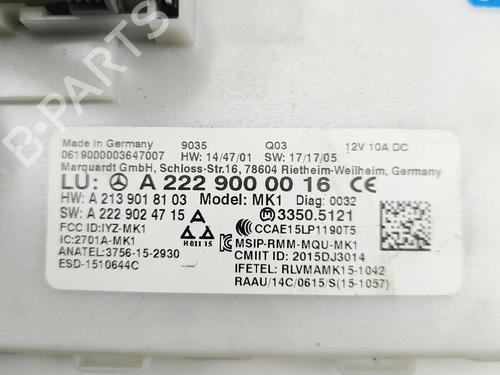 B-PARTS
Made in Germany 9035 Q03 12V 10A DC
0619000003647007 HW: 14/47/01 SW: 17/17/05
Marquardt GmbH, Schloss-Str.16, 78604 Rietheim-Weilheim, Germany
LU: A 222 900 00 16 CE
HW: A 213 901 81 03 Model: MK1 Diag: 0032
SW: A 222 902 47 15 3350.5121
FCC ID:IYZ-MK1 CCAE15LP1190T5
IC:2701A-MK1 И 011 15 MSIP-RMM-MQU-MK1
ANATEL:3756-15-2930 CMIIT ID: 2015DJ3014
ESD-1510644C IFETEL: RLVMAMK15-1042
RAAU/14C/0615/S(15-1057)